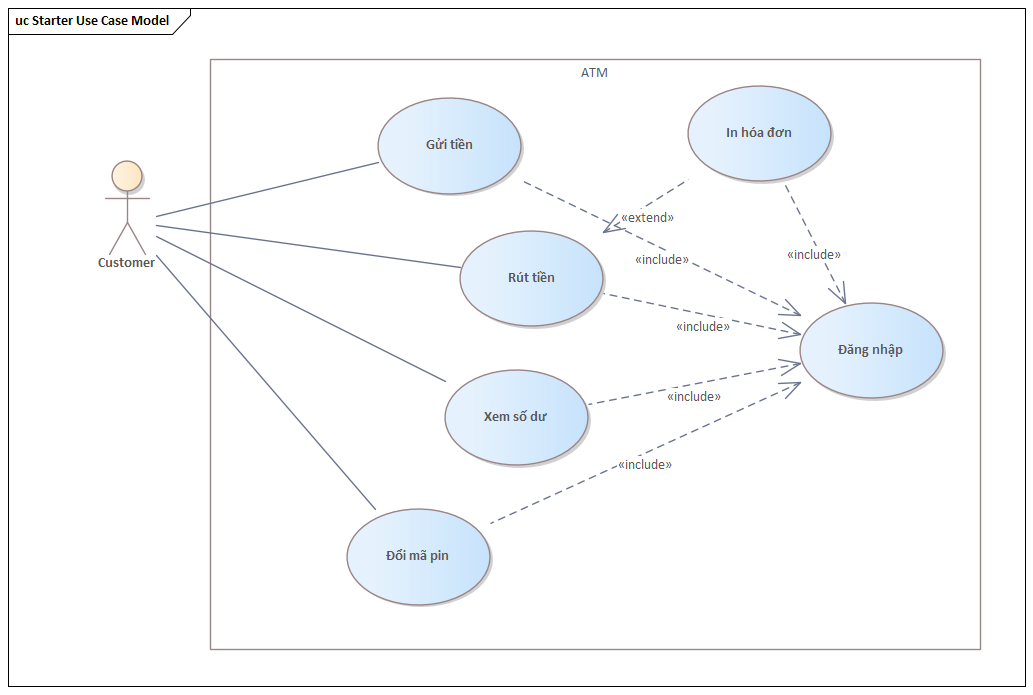 uc Starter Use Case Model
ATM
Gửi tiền
In hóa đơn
Customer
«extend»
«include»
«include»
Rút tiền
«include»
Đăng nhập
Xem số dư
«include»
«include»
Đổi mã pin